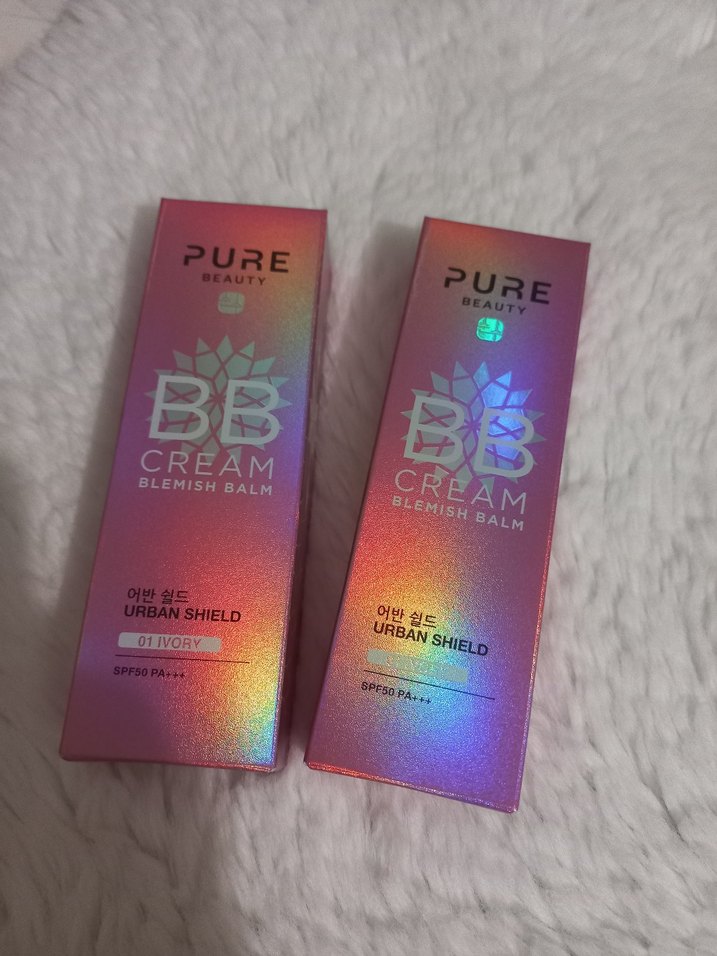 PURE
BEAUTY
BB
CREAM
BLEMISH BALM
어반 쉴드
URBAN SHIELD
01 IVORY
SPF50 PA+++
PURE
BEAUTY
BB
CREAM
BLEMISH BALM
어반 쉴드
URBAN SHIELD
SPF50 PA+++